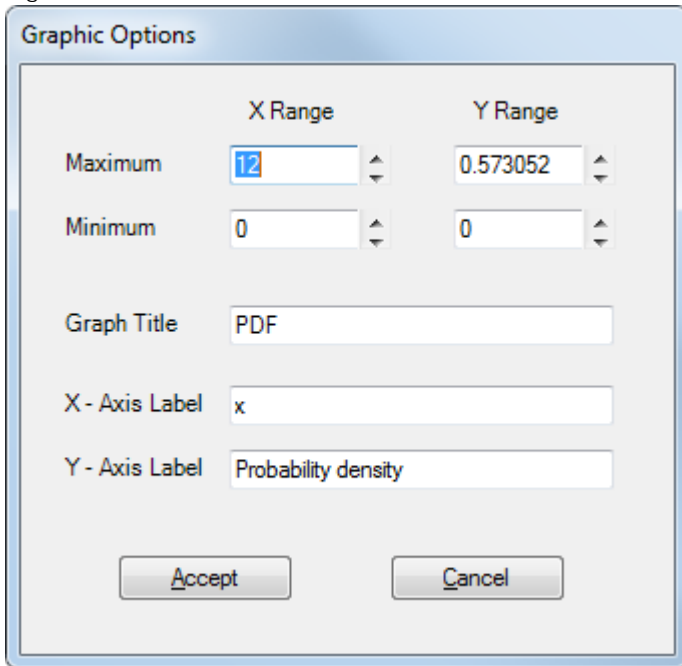 Graphic Options
X Range Y Range
Maximum 12 0.573052
Minimum 0 0
Graph Title PDF
X - Axis Label x
Y - Axis Label Probability density
Accept Cancel